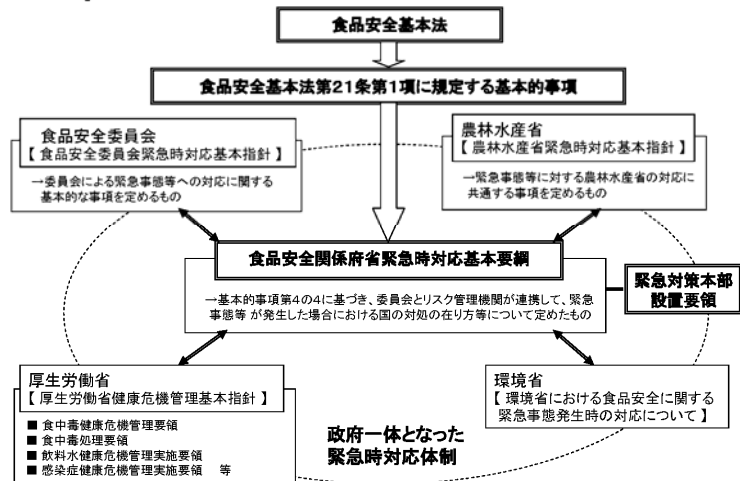 食品安全基本法
食品安全基本法第21条第1項に規定する基本的事項
食品安全委員会
【 食品安全委員会緊急時対応基本指針 】
→委員会による緊急事態等への対応に関する
基本的な事項を定めるもの
農林水産省
【 農林水産省緊急時対応基本指針 】
→緊急事態等に対する農林水産省の対応に
共通する事項を定めるもの
食品安全関係府省緊急時対応基本要綱
→基本的事項第4の4に基づき、委員会とリスク管理機関が連携して、緊急
事態等 が発生した場合における国の対処の在り方等について定めたもの
緊急対策本部
設置要領
厚生労働省
【 厚生労働省健康危機管理基本指針 】
■ 食中毒健康危機管理要領
■ 食中毒処理要領
■ 飲料水健康危機管理実施要領
■ 感染症健康危機管理実施要領 等
環境省
【 環境省における食品安全に関する
緊急事態発生時の対応について 】
政府一体となった
緊急時対応体制